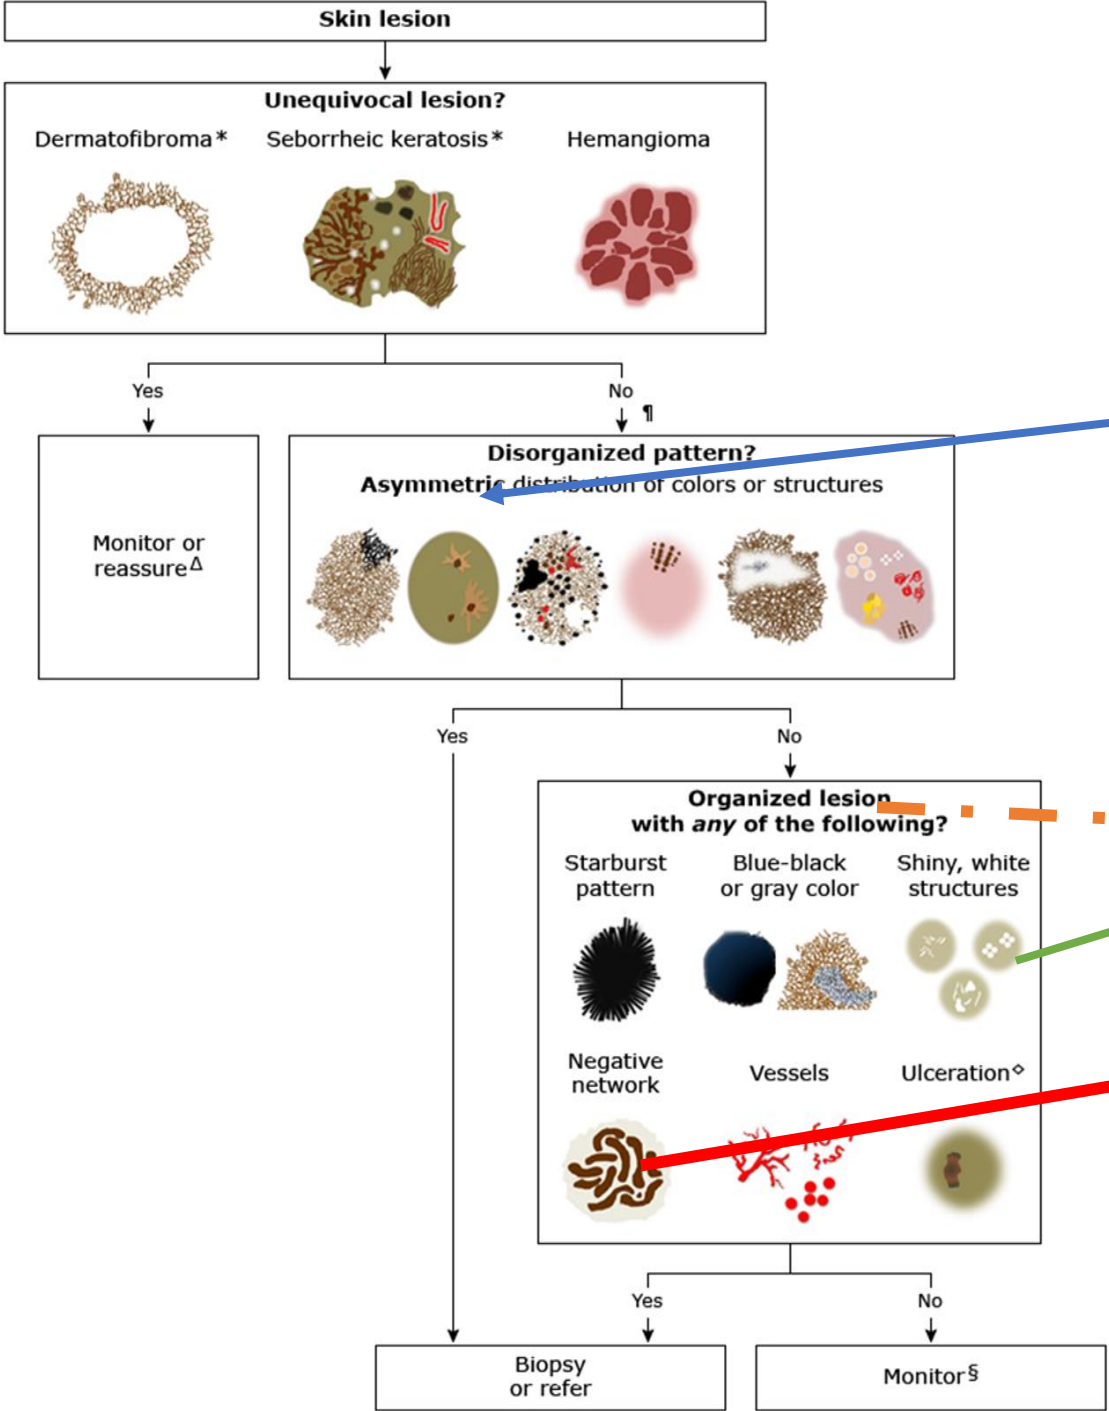 Skin lesion
Unequivocal lesion?
Dermatofibroma*
Seborrheic keratosis*
Hemangioma
Yes
No
¶
Disorganized pattern?
Asymmetric distribution of colors or structures
Monitor or
reassureΔ
Yes
No
Organized lesion
with any of the following?
Starburst
pattern
Blue-black
or gray color
Shiny, white
structures
Negative
network
Vessels
Ulceration◇
Yes
No
Biopsy
or refer
Monitor§